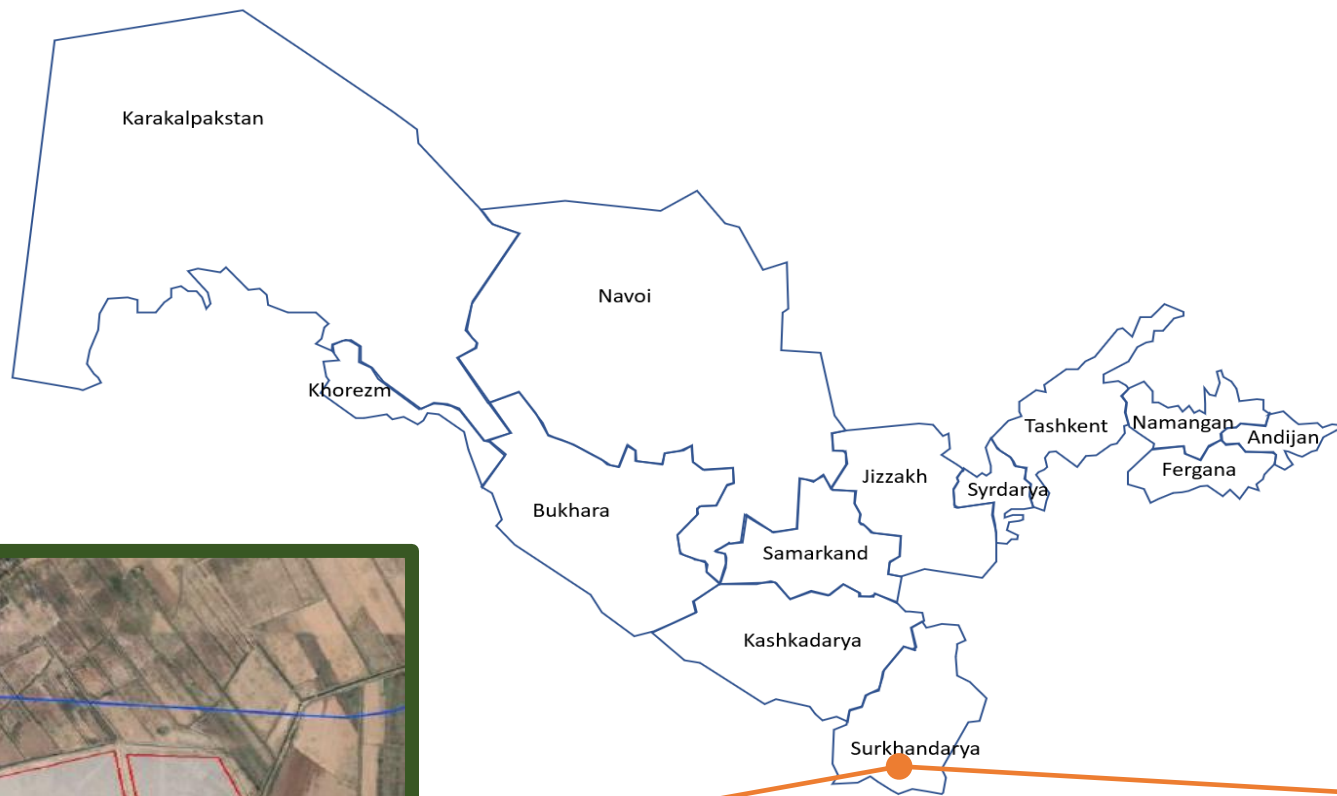 Karakalpakstan
Navoi
Khorezm
Tashkent
Namangan
Andijan
Fergana
Jizzakh
Syrdarya
Bukhara
Samarkand
Kashkadarya
Surkhandarya